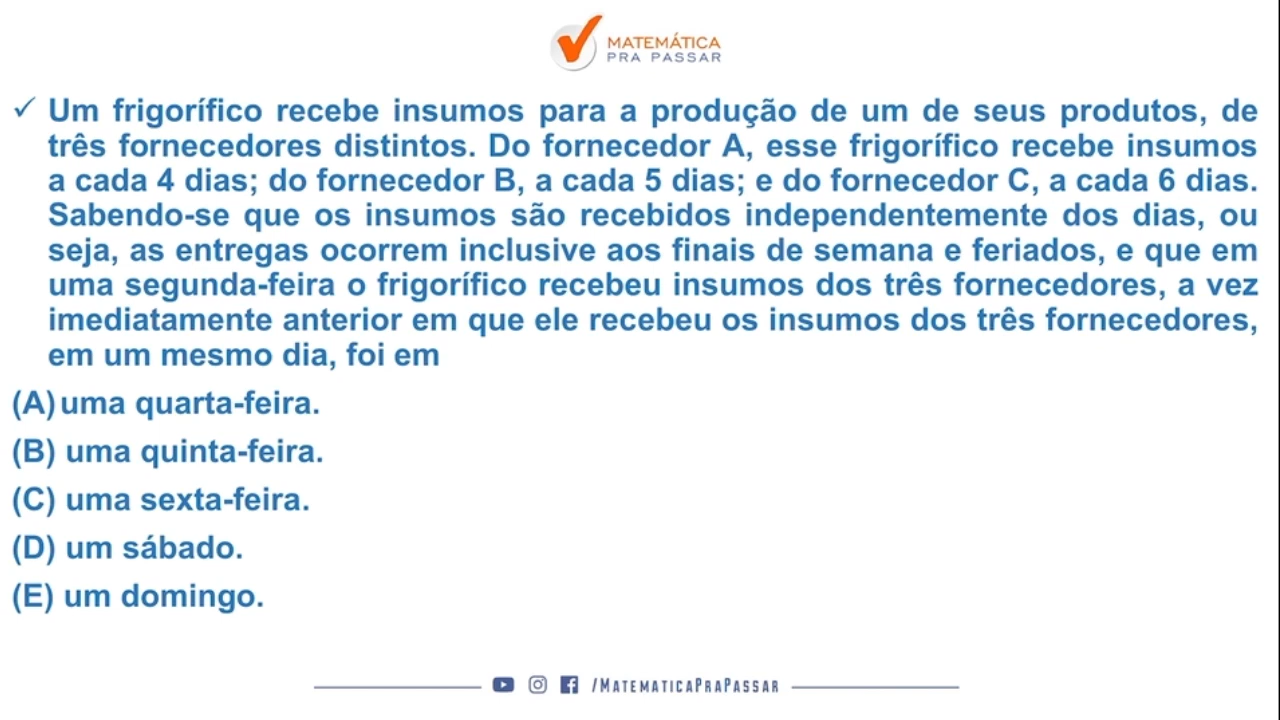 MATEMÁTICA
PRA PASSAR
✓ Um frigorífico recebe insumos para a produção de um de seus produtos, de
três fornecedores distintos. Do fornecedor A, esse frigorífico recebe insumos
a cada 4 dias; do fornecedor B, a cada 5 dias; e do fornecedor C, a cada 6 dias.
Sabendo-se que os insumos são recebidos independentemente dos dias, ou
seja, as entregas ocorrem inclusive aos finais de semana e feriados, e que em
uma segunda-feira o frigorífico recebeu insumos dos três fornecedores, a vez
imediatamente anterior em que ele recebeu os insumos dos três fornecedores,
em um mesmo dia, foi em
(A) uma quarta-feira.
(B) uma quinta-feira.
(C) uma sexta-feira.
(D) um sábado.
(E) um domingo.
/MATEMATICAPRAPASSAR